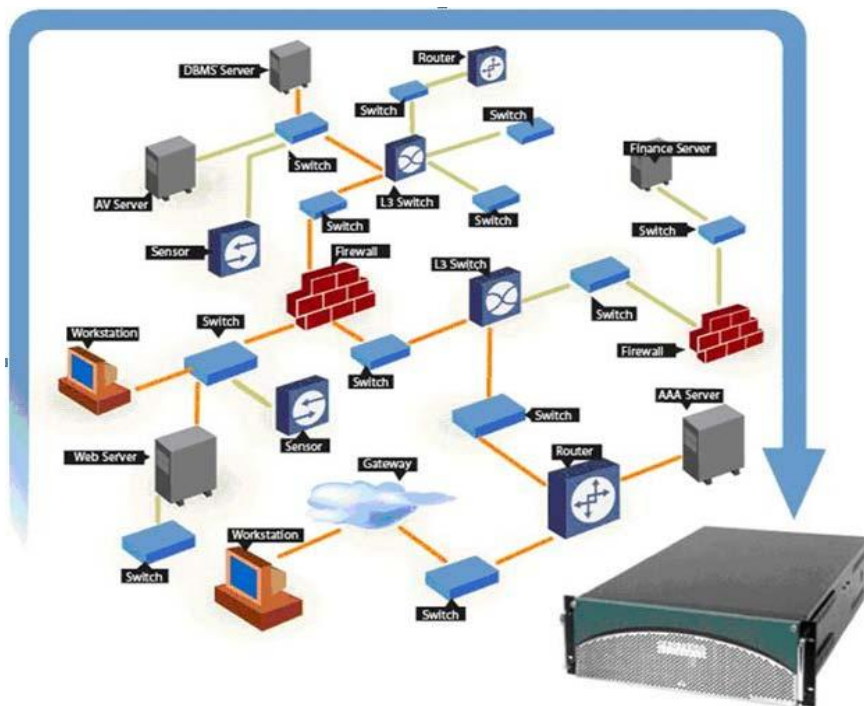 Router
DBMS Server
Switch
Switch
Finance Server
Switch
AV Server
L3 Switch
Switch
Switch
Switch
Sensor
Firewall
L3 Switch
Switch
Switch
Workstation
Firewall
Switch
AAA Server
Switch
Sensor
Web Server
Gateway
Router
Workstation
Switch
Switch